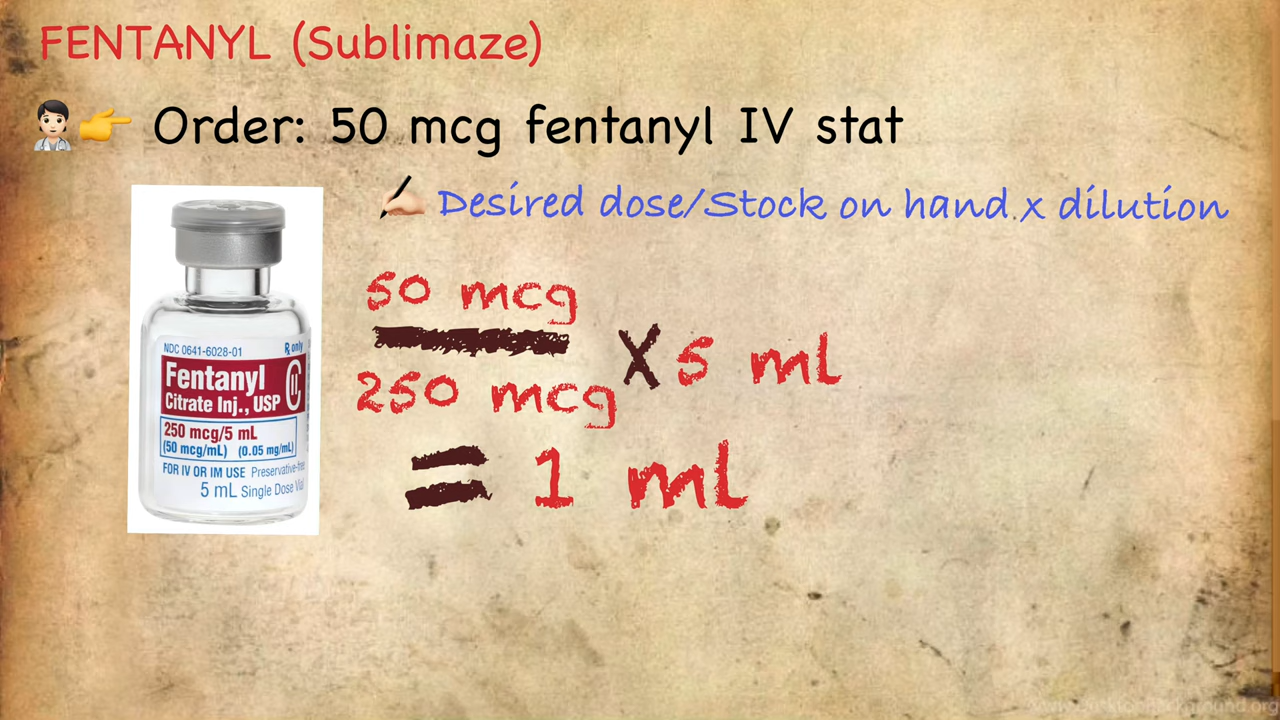 FENTANYL (Sublimaze)
Order: 50 mcg fentanyl IV stat
Desired dose/Stock on hand x dilution
NDC 0641-6028-01 Rx only
Fentanyl CII
Citrate Inj., USP
250 mcg/5 mL
(50 mcg/mL) (0.05 mg/mL)
FOR IV OR IM USE Preservative-free
5 mL Single Dose Vial
50 mcg
250 mcg
X 5 ml
= 1 ml